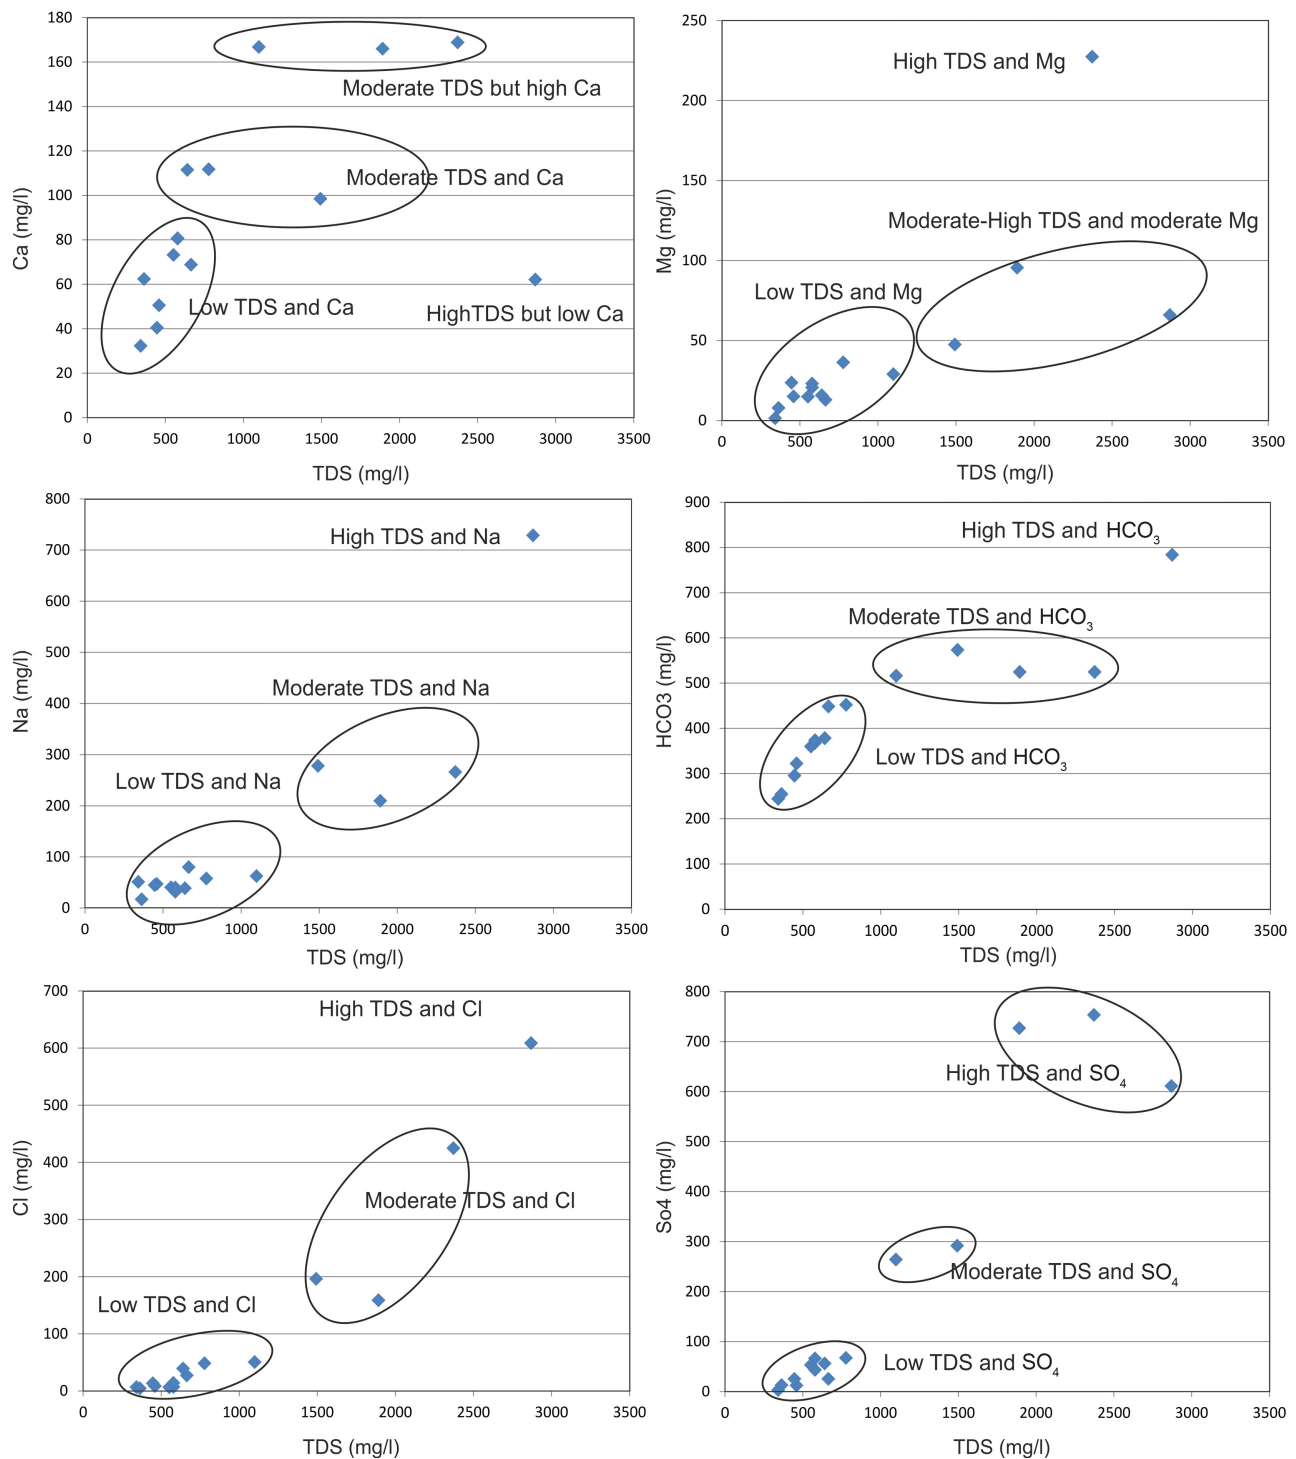 180
160
140
120
100
80
60
40
20
0
Ca (mg/l)
Moderate TDS but high Ca
Moderate TDS and Ca
Low TDS and Ca
HighTDS but low Ca
0 500 1000 1500 2000 2500 3000 3500
TDS (mg/l)
250
200
150
100
50
0
Mg (mg/l)
High TDS and Mg
Moderate-High TDS and moderate Mg
Low TDS and Mg
0 500 1000 1500 2000 2500 3000 3500
TDS (mg/l)
800
700
600
500
400
300
200
100
0
Na (mg/l)
High TDS and Na
Moderate TDS and Na
Low TDS and Na
0 500 1000 1500 2000 2500 3000 3500
TDS (mg/l)
900
800
700
600
500
400
300
200
100
0
HCO3 (mg/l)
High TDS and HCO₃
Moderate TDS and HCO₃
Low TDS and HCO₃
0 500 1000 1500 2000 2500 3000 3500
TDS (mg/l)
700
600
500
400
300
200
100
0
Cl (mg/l)
High TDS and Cl
Moderate TDS and Cl
Low TDS and Cl
0 500 1000 1500 2000 2500 3000 3500
TDS (mg/l)
800
700
600
500
400
300
200
100
0
So4 (mg/l)
High TDS and SO₄
Moderate TDS and SO₄
Low TDS and SO₄
0 500 1000 1500 2000 2500 3000 3500
TDS (mg/l)